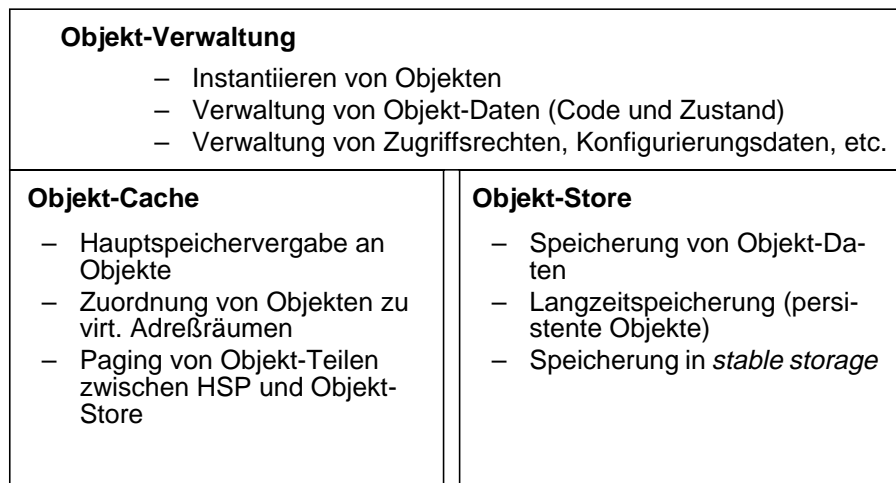 Objekt-Verwaltung
– Instantiieren von Objekten
– Verwaltung von Objekt-Daten (Code und Zustand)
– Verwaltung von Zugriffsrechten, Konfigurierungsdaten, etc.
Objekt-Cache
– Hauptspeichervergabe an
Objekte
– Zuordnung von Objekten zu
virt. Adreßräumen
– Paging von Objekt-Teilen
zwischen HSP und Objekt-
Store
Objekt-Store
– Speicherung von Objekt-Da-
ten
– Langzeitspeicherung (persi-
stente Objekte)
– Speicherung in stable storage